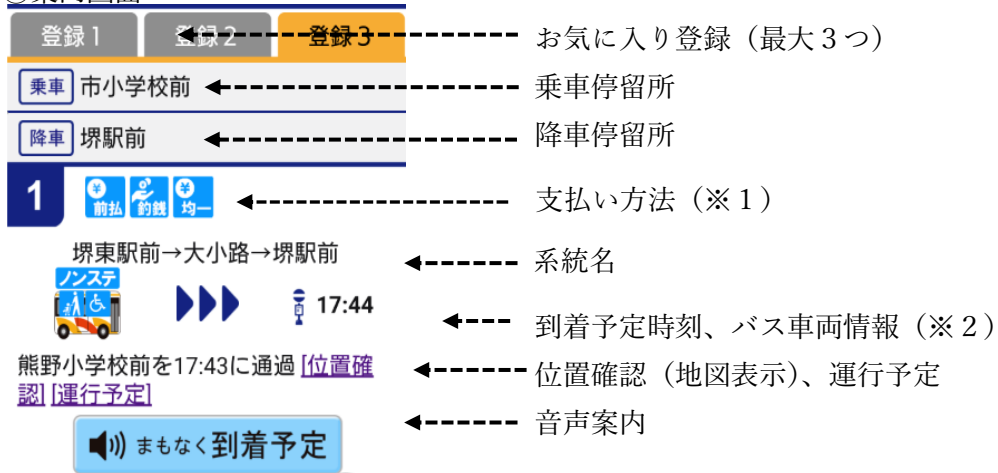 登録1 登録2 登録3 お気に入り登録（最大３つ）
乗車 市小学校前 乗車停留所
降車 堺駅前 降車停留所
1 ¥前払 釣銭 ¥均一 支払い方法（※１）
堺東駅前→大小路→堺駅前 系統名
ノンステ 17:44 到着予定時刻、バス車両情報（※２）
熊野小学校前を17:43に通過 [位置確 位置確認（地図表示）、運行予定
認] [運行予定]
まもなく到着予定 音声案内